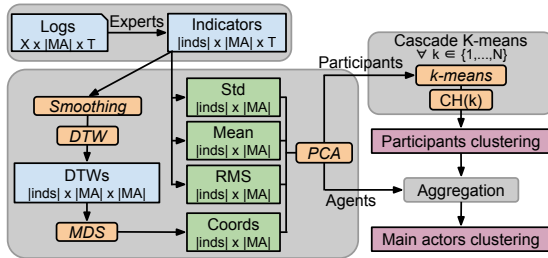 Logs
X x |MA| x T
Experts
Indicators
|inds| x |MA| x T
Cascade K-means
∀ k ∈ {1,...,N}
k-means
CH(k)
Participants
Smoothing
DTW
DTWs
|inds| x |MA| x |MA|
MDS
Std
|inds| x |MA|
Mean
|inds| x |MA|
RMS
|inds| x |MA|
Coords
|inds| x |MA|
PCA
Agents
Participants clustering
Aggregation
Main actors clustering